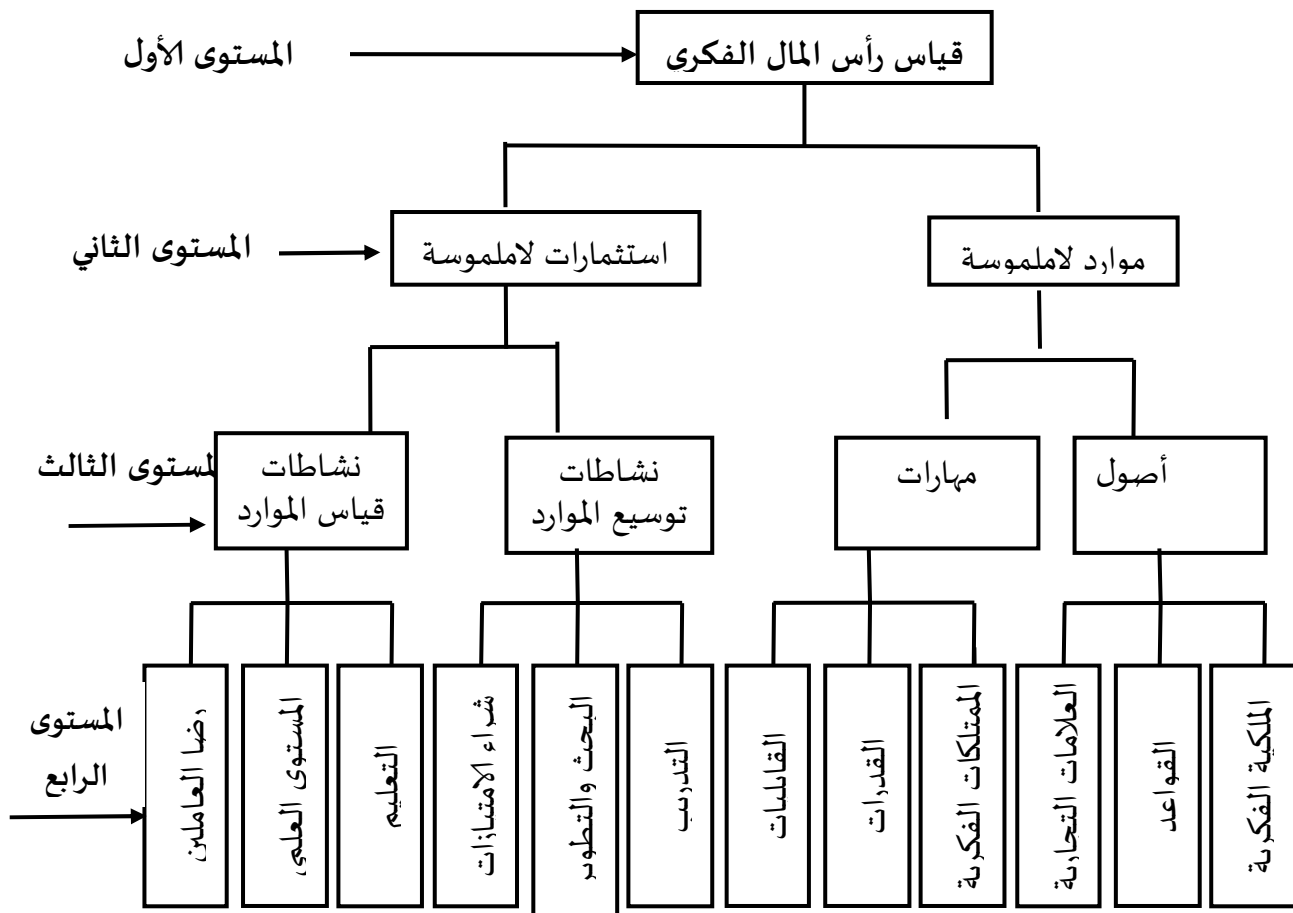 قياس رأس المال الفكري
المستوى الأول
موارد لاملموسة
استثمارات لاملموسة
المستوى الثاني
أصول
مهارات
نشاطات
توسيع الموارد
نشاطات
قياس الموارد
لمستوى الثالث
الملكية الفكرية
القواعد
العلامات التجارية
الممتلكات الفكرية
القدرات
القابليات
التدريب
البحث والتطوير
شراء الامتيازات
التعليم
المستوى العلمي
رضا العاملين
المستوى
الرابع